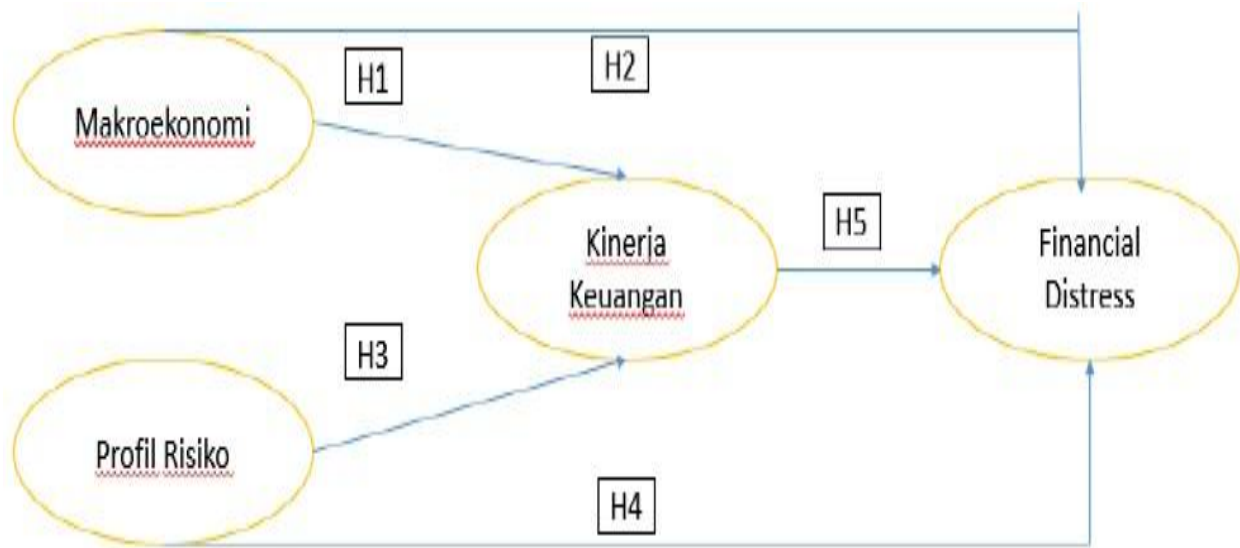 H1
H2
Makroekonomi
Kinerja
Keuangan
H5
Financial
Distress
H3
Profil Risiko
H4